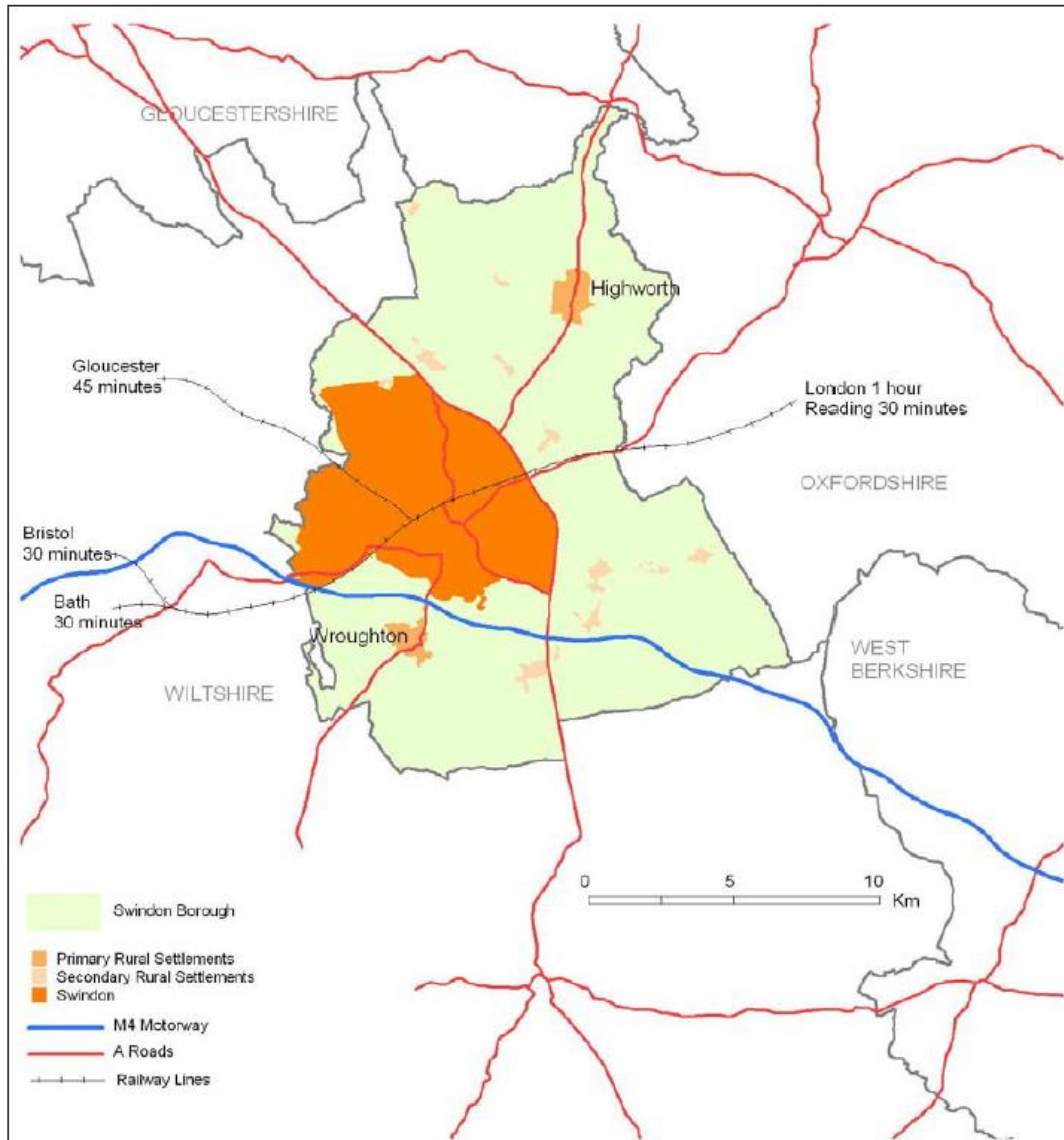 GLOUCESTERSHIRE
Highworth
Gloucester
45 minutes
London 1 hour
Reading 30 minutes
OXFORDSHIRE
Bristol
30 minutes
Bath
30 minutes
Wroughton
WEST
BERKSHIRE
WILTSHIRE
0 5 10
Km
Swindon Borough
Primary Rural Settlements
Secondary Rural Settlements
Swindon
M4 Motorway
A Roads
Railway Lines